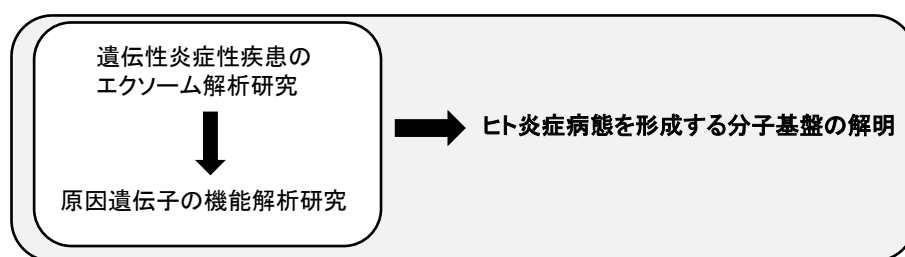 遺伝性炎症性疾患の
エクソーム解析研究
原因遺伝子の機能解析研究
ヒト炎症病態を形成する分子基盤の解明